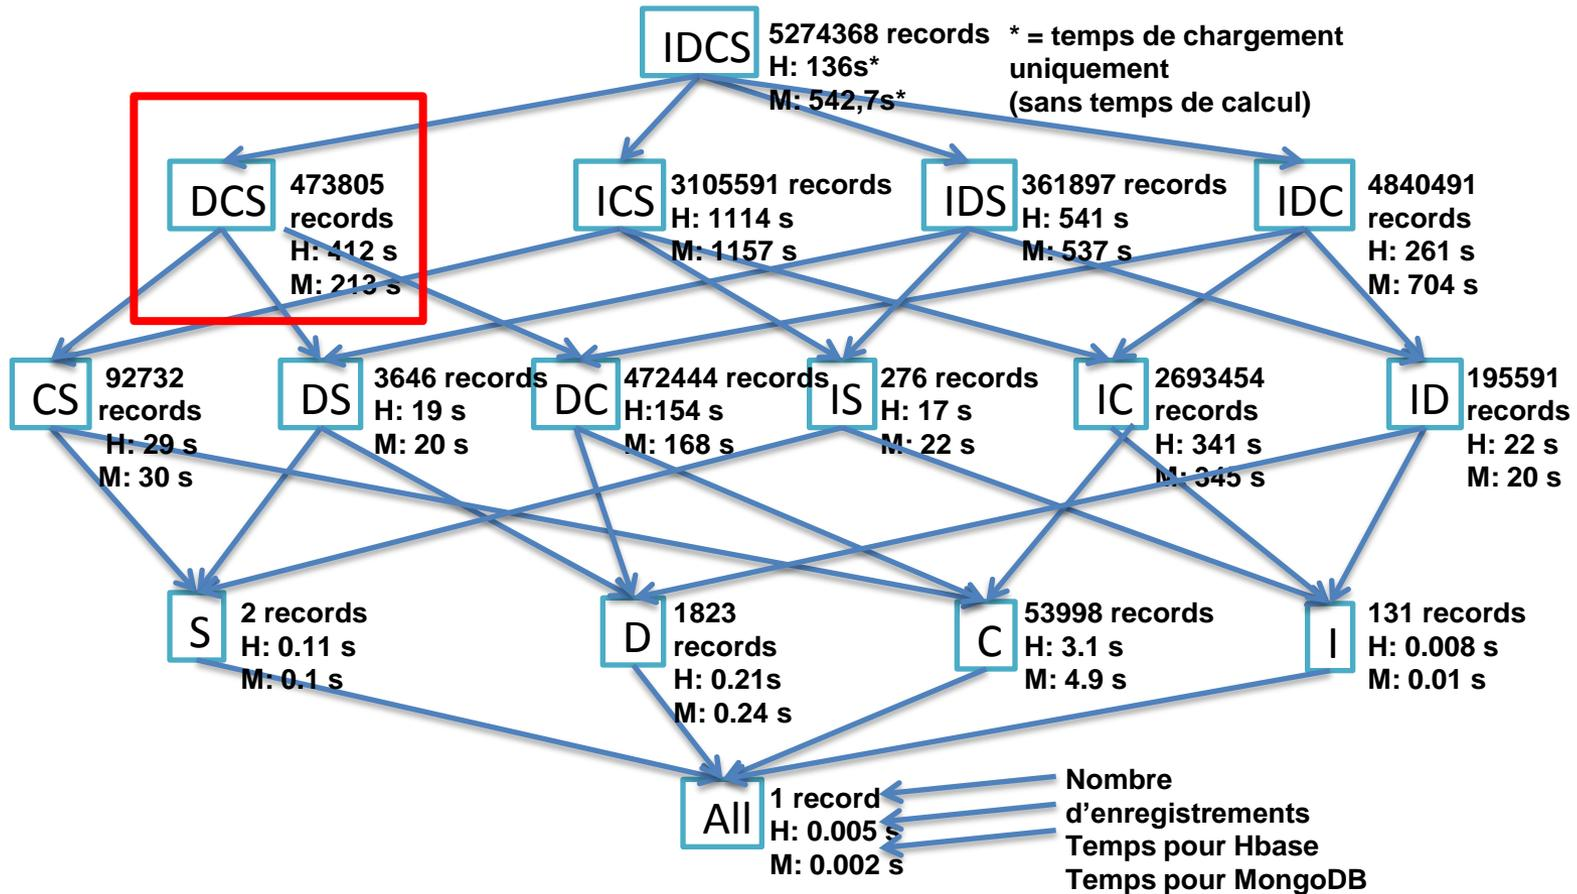 IDCS
5274368 records
H: 136s*
M: 542,7s*
* = temps de chargement
uniquement
(sans temps de calcul)
DCS
473805
records
H: 412 s
M: 213 s
ICS
3105591 records
H: 1114 s
M: 1157 s
IDS
361897 records
H: 541 s
M: 537 s
IDC
4840491
records
H: 261 s
M: 704 s
CS
92732
records
H: 29 s
M: 30 s
DS
3646 records
H: 19 s
M: 20 s
DC
472444 records
H:154 s
M: 168 s
IS
276 records
H: 17 s
M: 22 s
IC
2693454
records
H: 341 s
M: 345 s
ID
195591
records
H: 22 s
M: 20 s
S
2 records
H: 0.11 s
M: 0.1 s
D
1823
records
H: 0.21s
M: 0.24 s
C
53998 records
H: 3.1 s
M: 4.9 s
I
131 records
H: 0.008 s
M: 0.01 s
All
1 record
H: 0.005 s
M: 0.002 s
Nombre
d’enregistrements
Temps pour Hbase
Temps pour MongoDB